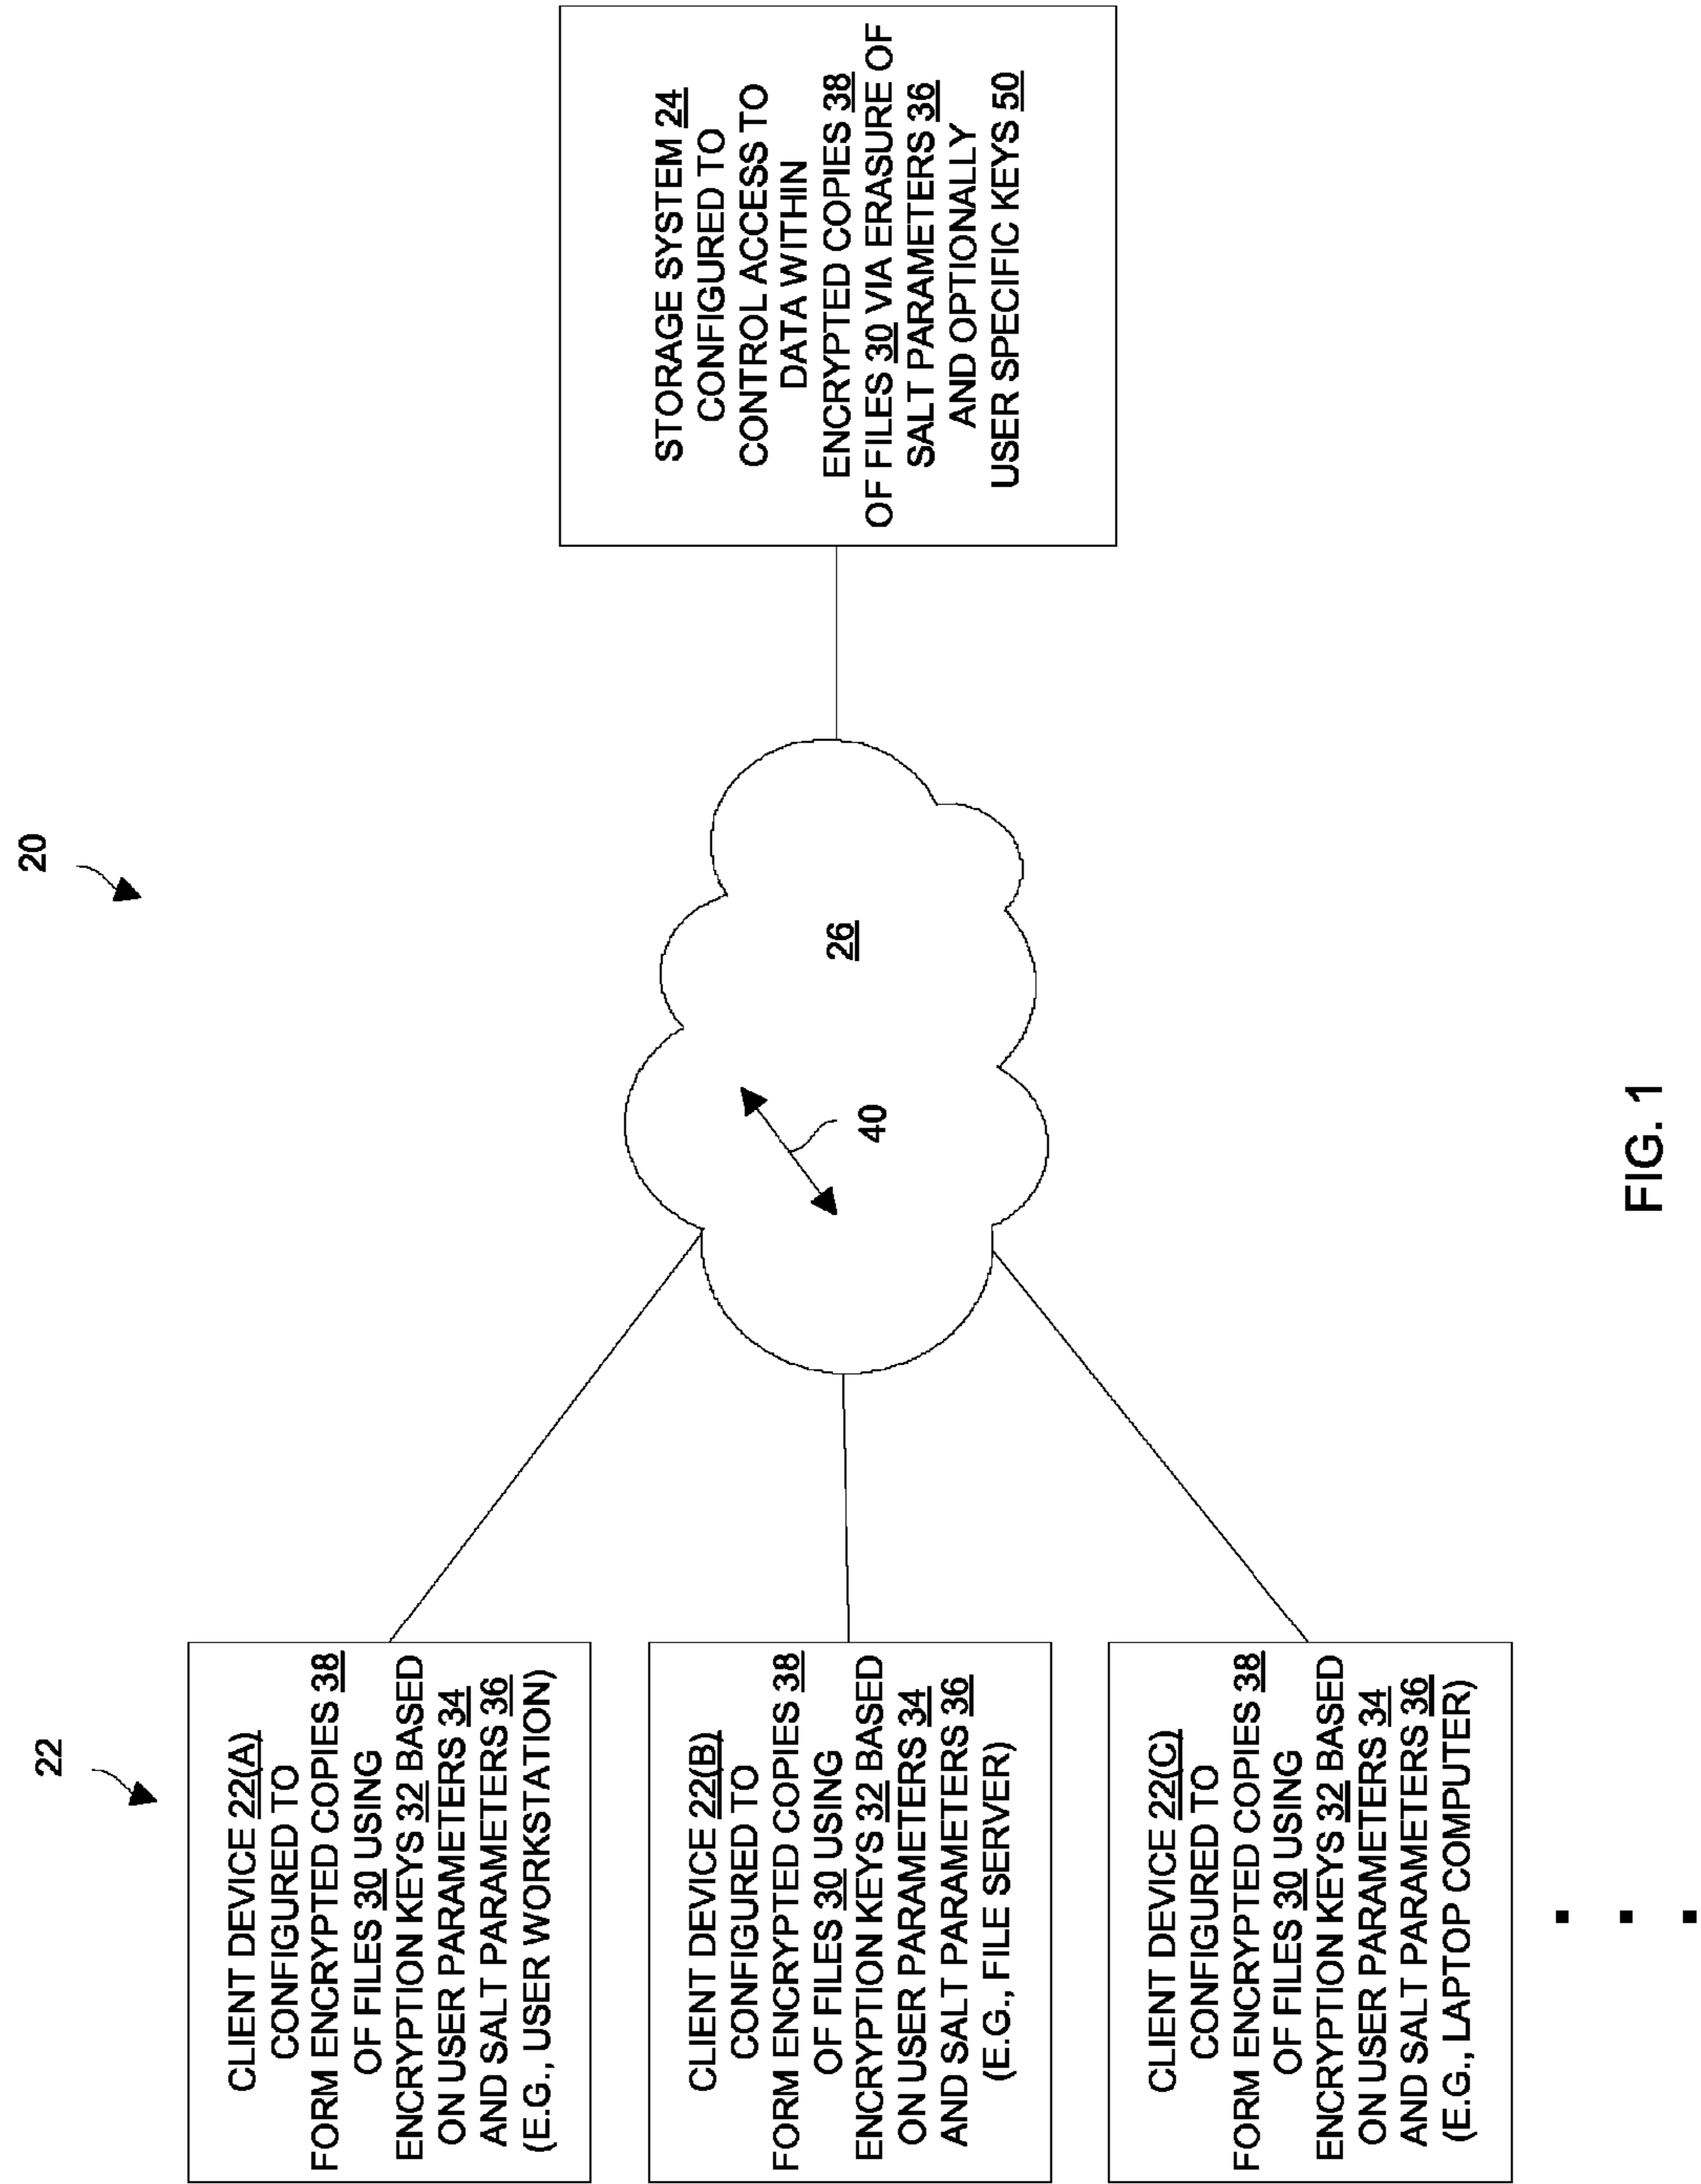 20
22
CLIENT DEVICE 22(A)
CONFIGURED TO
FORM ENCRYPTED COPIES 38
OF FILES 30 USING
ENCRYPTION KEYS 32 BASED
ON USER PARAMETERS 34
AND SALT PARAMETERS 36
(E.G., USER WORKSTATION)
CLIENT DEVICE 22(B)
CONFIGURED TO
FORM ENCRYPTED COPIES 38
OF FILES 30 USING
ENCRYPTION KEYS 32 BASED
ON USER PARAMETERS 34
AND SALT PARAMETERS 36
(E.G., FILE SERVER)
CLIENT DEVICE 22(C)
CONFIGURED TO
FORM ENCRYPTED COPIES 38
OF FILES 30 USING
ENCRYPTION KEYS 32 BASED
ON USER PARAMETERS 34
AND SALT PARAMETERS 36
(E.G., LAPTOP COMPUTER)
26
40
STORAGE SYSTEM 24
CONFIGURED TO
CONTROL ACCESS TO
DATA WITHIN
ENCRYPTED COPIES 38
OF FILES 30 VIA ERASURE OF
SALT PARAMETERS 36
AND OPTIONALLY
USER SPECIFIC KEYS 50
FIG. 1